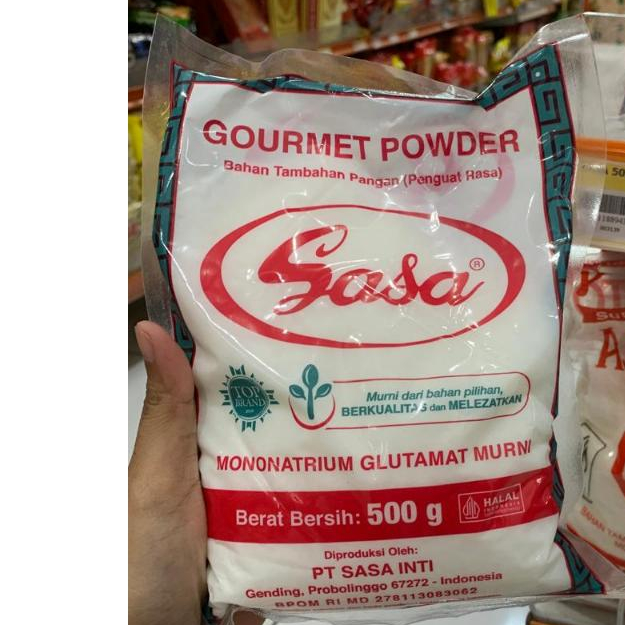 GOURMET POWDER
Bahan Tambahan Pangan (Penguat Rasa)
Sasa®
TOP
BRAND
Murni dari bahan pilihan,
BERKUALITAS dan MELEZATKAN
MONONATRIUM GLUTAMAT MURNI
Berat Bersih: 500 g
HALAL
INDONESIA
Diproduksi Oleh:
PT SASA INTI
Gending, Probolinggo 67272 - Indonesia
BPOM RI MD 278113083062